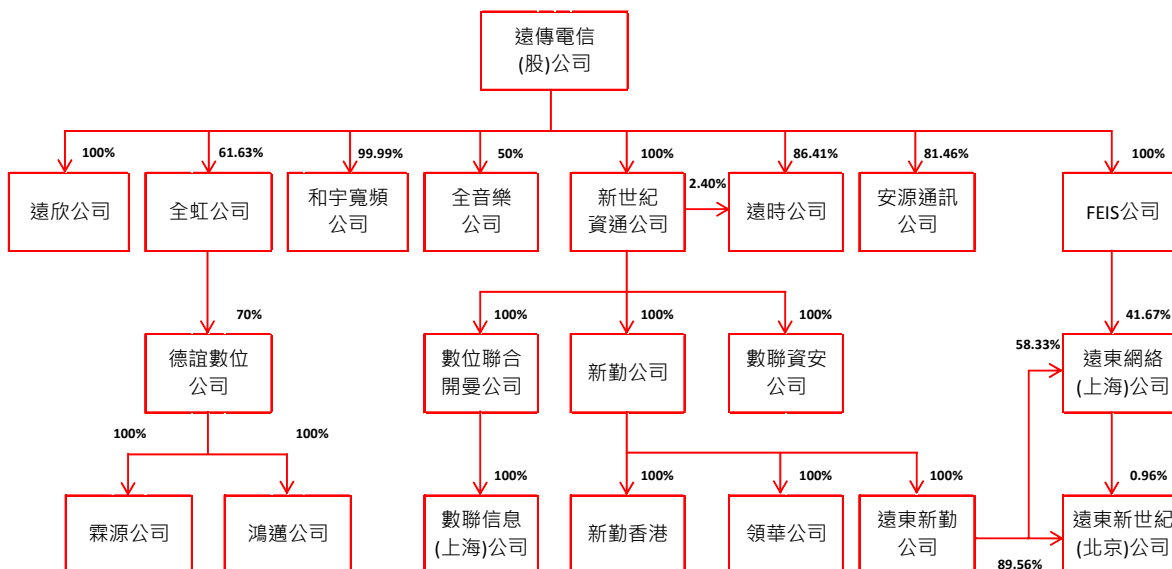 遠傳電信
(股)公司
100%
61.63%
99.99%
50%
100%
86.41%
81.46%
100%
遠欣公司
全虹公司
和宇寬頻
公司
全音樂
公司
新世紀
資通公司
2.40%
遠時公司
安源通訊
公司
FEIS公司
70%
100%
100%
100%
41.67%
德誼數位
公司
數位聯合
開曼公司
新勤公司
數聯資安
公司
58.33%
遠東網絡
(上海)公司
100%
100%
100%
100%
100%
100%
0.96%
霖源公司
鴻邁公司
數聯信息
(上海)公司
新勤香港
領華公司
遠東新勤
公司
遠東新世紀
(北京)公司
89.56%